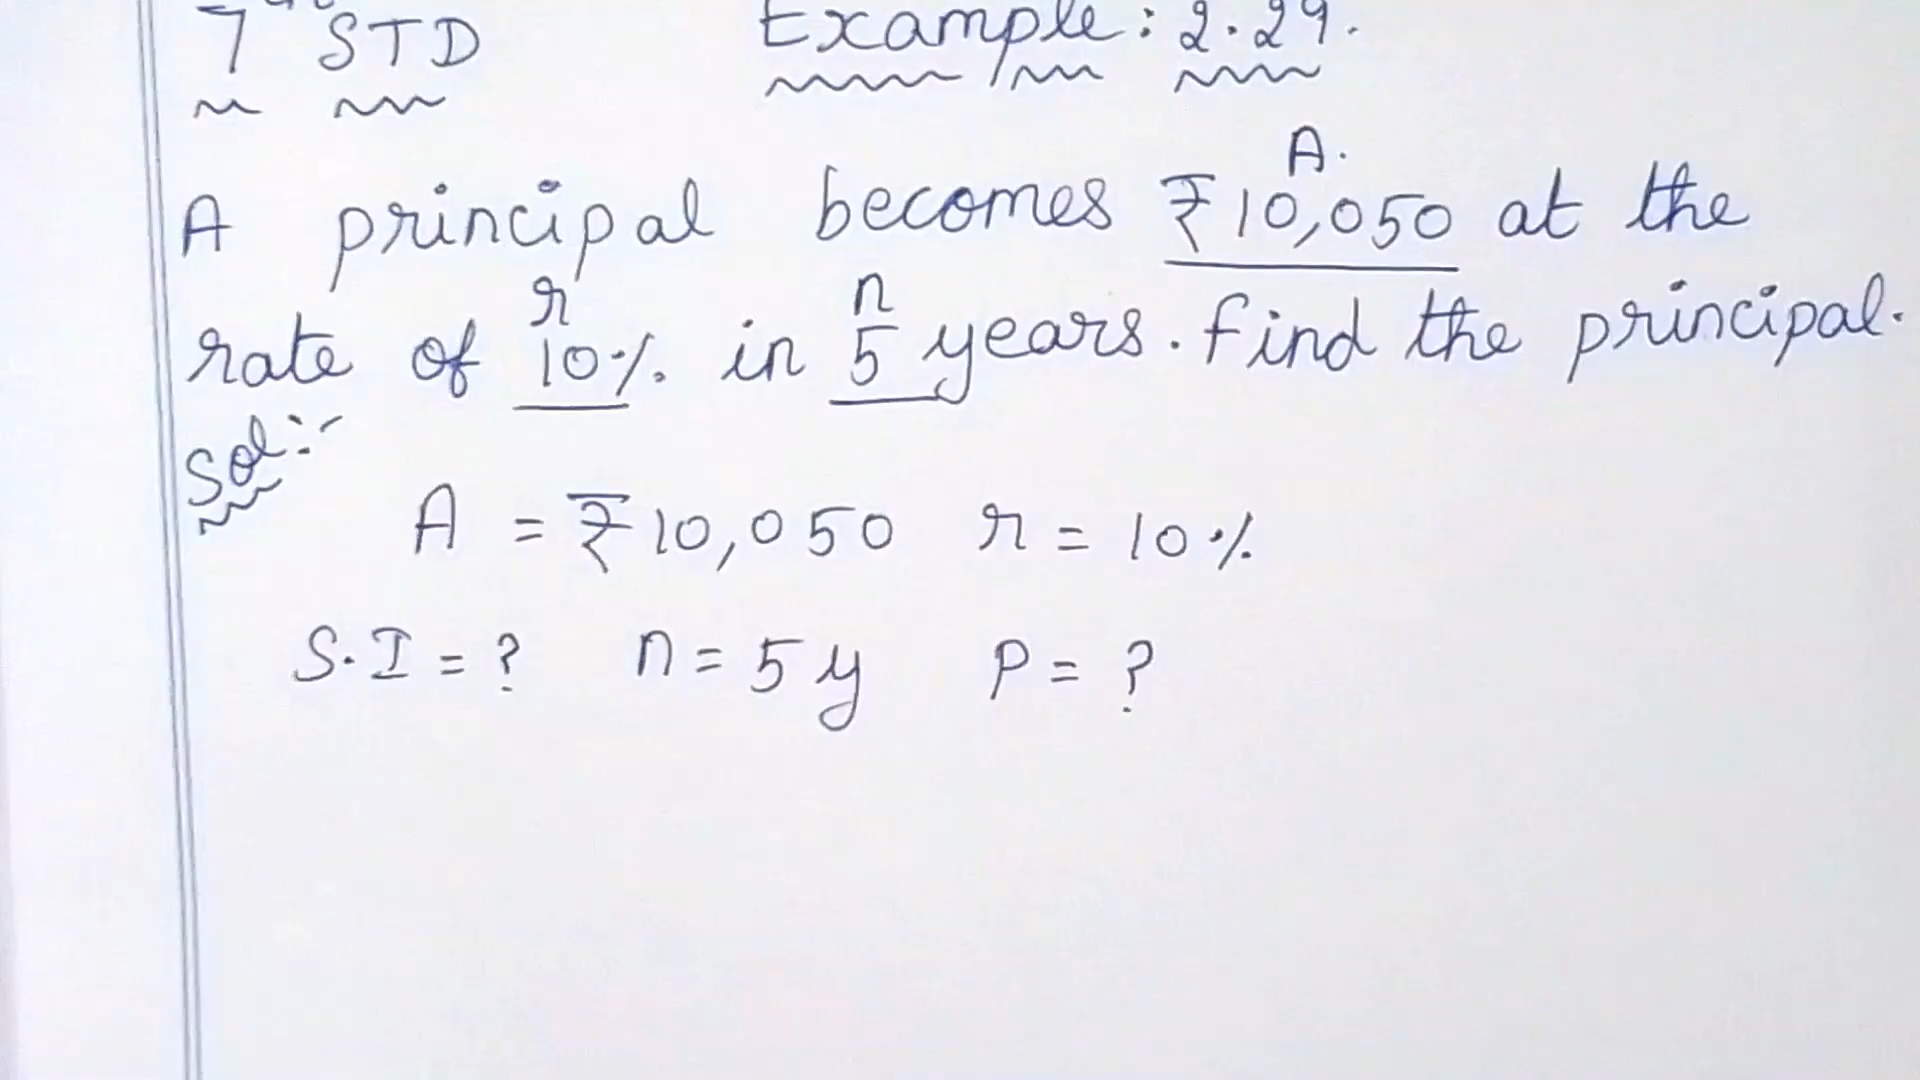 7th STD Example: 2.29.
A.
A principal becomes ₹10,050 at the
r n
rate of 10% in 5 years. Find the principal.
Sol:-
A = ₹10,050 r = 10%
S.I = ? n = 5y P = ?